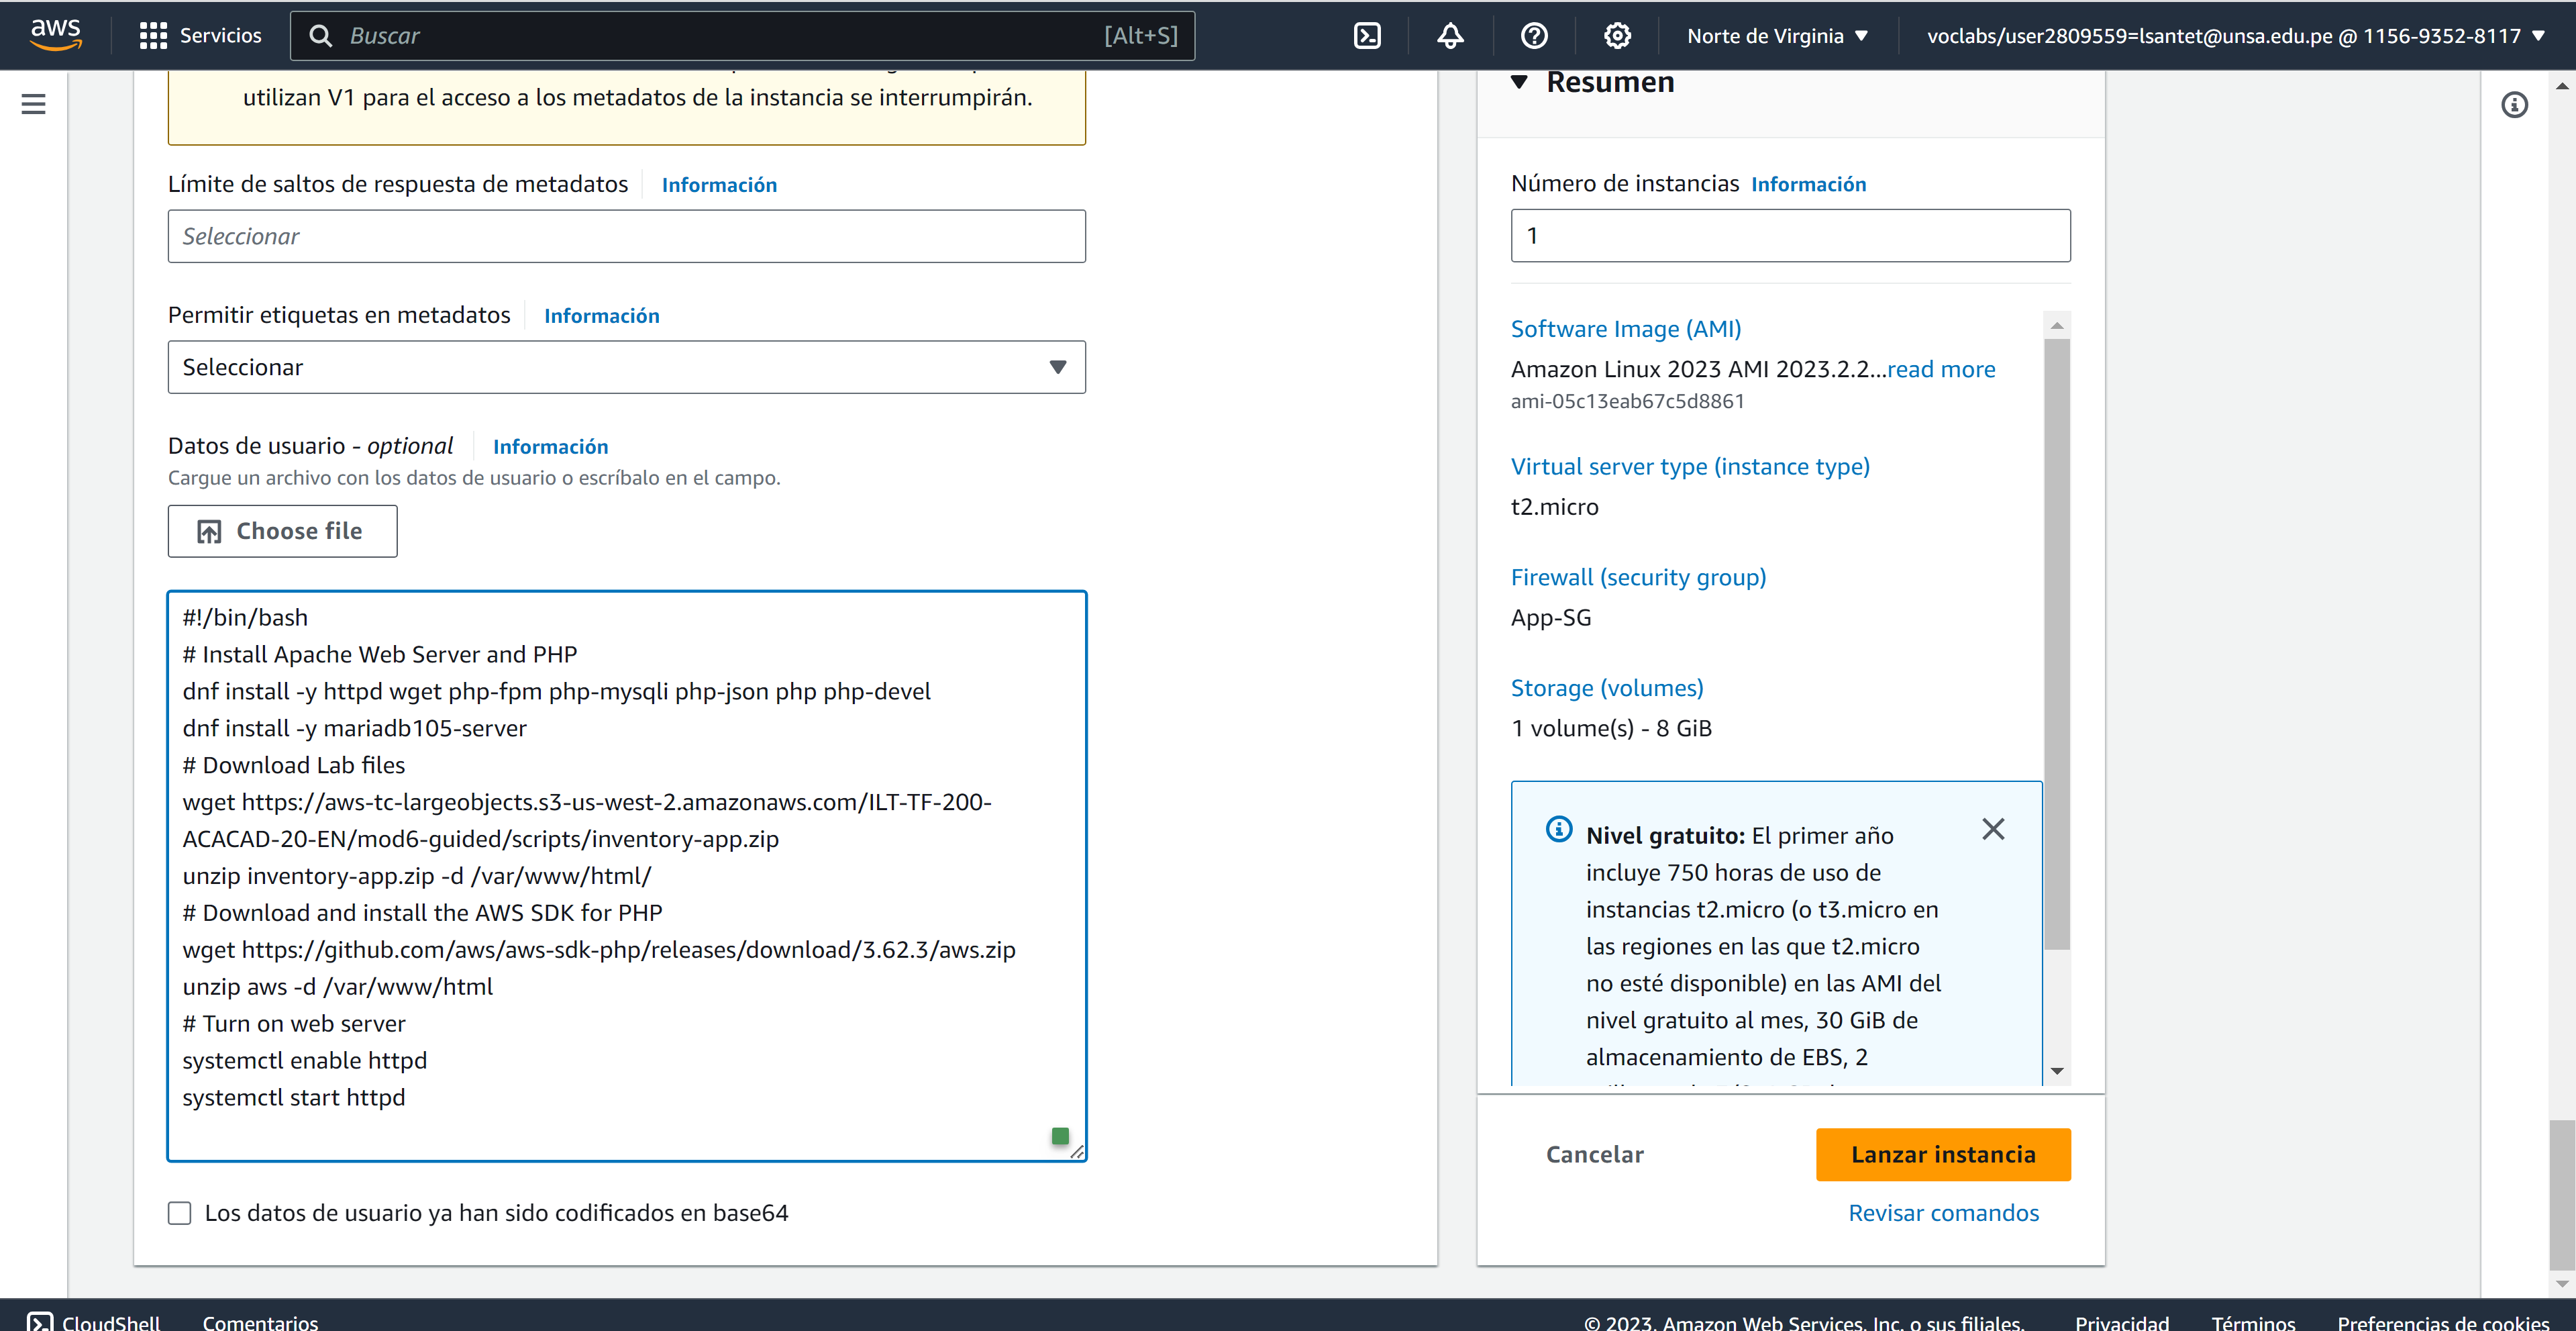 aws
Servicios
Buscar
[Alt+S]
Norte de Virginia
voclabs/user2809559=lsantet@unsa.edu.pe @ 1156-9352-8117
utilizan V1 para el acceso a los metadatos de la instancia se interrumpirán.
Límite de saltos de respuesta de metadatos
Información
Seleccionar
Permitir etiquetas en metadatos
Información
Seleccionar
Datos de usuario - optional
Información
Cargue un archivo con los datos de usuario o escríbalo en el campo.
Choose file
#!/bin/bash
# Install Apache Web Server and PHP
dnf install -y httpd wget php-fpm php-mysqli php-json php php-devel
dnf install -y mariadb105-server
# Download Lab files
wget https://aws-tc-largeobjects.s3-us-west-2.amazonaws.com/ILT-TF-200-
ACACAD-20-EN/mod6-guided/scripts/inventory-app.zip
unzip inventory-app.zip -d /var/www/html/
# Download and install the AWS SDK for PHP
wget https://github.com/aws/aws-sdk-php/releases/download/3.62.3/aws.zip
unzip aws -d /var/www/html
# Turn on web server
systemctl enable httpd
systemctl start httpd
Los datos de usuario ya han sido codificados en base64
Resumen
Número de instancias
Información
1
Software Image (AMI)
Amazon Linux 2023 AMI 2023.2.2...read more
ami-05c13eab67c5d8861
Virtual server type (instance type)
t2.micro
Firewall (security group)
App-SG
Storage (volumes)
1 volume(s) - 8 GiB
Nivel gratuito: El primer año
incluye 750 horas de uso de
instancias t2.micro (o t3.micro en
las regiones en las que t2.micro
no esté disponible) en las AMI del
nivel gratuito al mes, 30 GiB de
almacenamiento de EBS, 2
Cancelar
Lanzar instancia
Revisar comandos
CloudShell
Comentarios
© 2023, Amazon Web Services, Inc. o sus filiales.
Privacidad
Términos
Preferencias de cookies